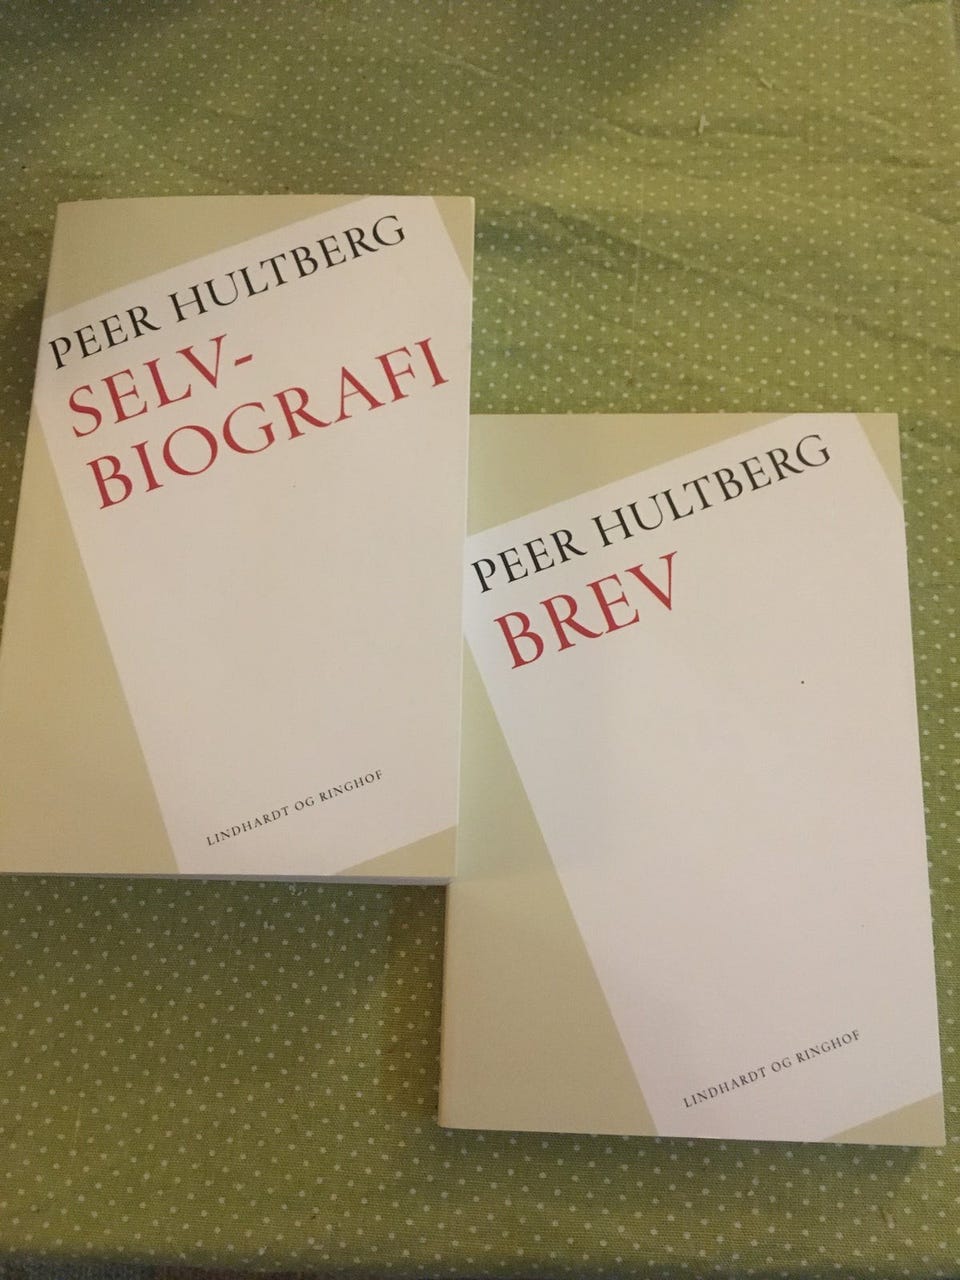 PEER HULTBERG
SELV-
BIOGRAFI
LINDHARDT OG RINGHOF
PEER HULTBERG
BREV
LINDHARDT OG RINGHOF